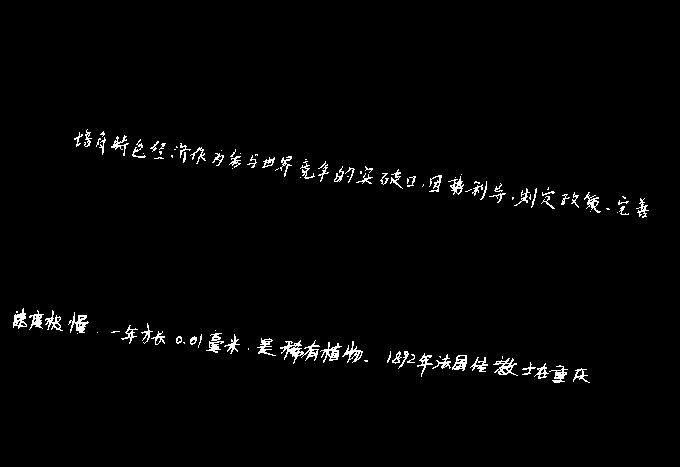 培育特色经济作为参与世界竞争的突破口,因势利导,制定政策、完善
速度极慢,一年方长0.01毫米,是稀有植物。1892年法国传教士在重庆